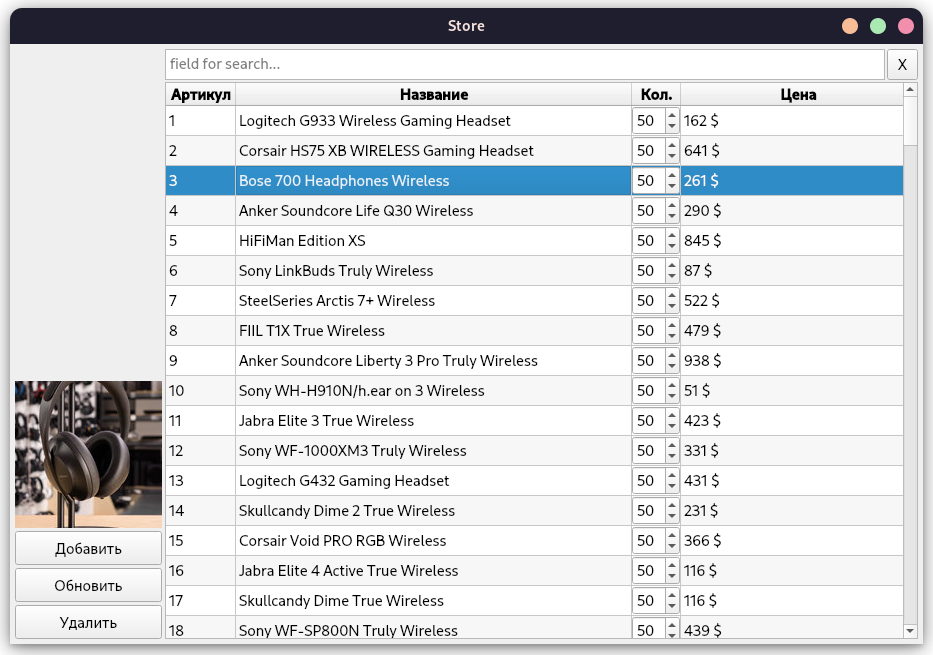 Store
field for search...
X
Артикул Название Кол. Цена
1 Logitech G933 Wireless Gaming Headset 50 162 $
2 Corsair HS75 XB WIRELESS Gaming Headset 50 641 $
3 Bose 700 Headphones Wireless 50 261 $
4 Anker Soundcore Life Q30 Wireless 50 290 $
5 HiFiMan Edition XS 50 845 $
6 Sony LinkBuds Truly Wireless 50 87 $
7 SteelSeries Arctis 7+ Wireless 50 522 $
8 FIIL T1X True Wireless 50 479 $
9 Anker Soundcore Liberty 3 Pro Truly Wireless 50 938 $
10 Sony WH-H910N/h.ear on 3 Wireless 50 51 $
11 Jabra Elite 3 True Wireless 50 423 $
12 Sony WF-1000XM3 Truly Wireless 50 331 $
13 Logitech G432 Gaming Headset 50 431 $
14 Skullcandy Dime 2 True Wireless 50 231 $
15 Corsair Void PRO RGB Wireless 50 366 $
16 Jabra Elite 4 Active True Wireless 50 116 $
17 Skullcandy Dime True Wireless 50 116 $
18 Sony WF-SP800N Truly Wireless 50 439 $
Добавить
Обновить
Удалить